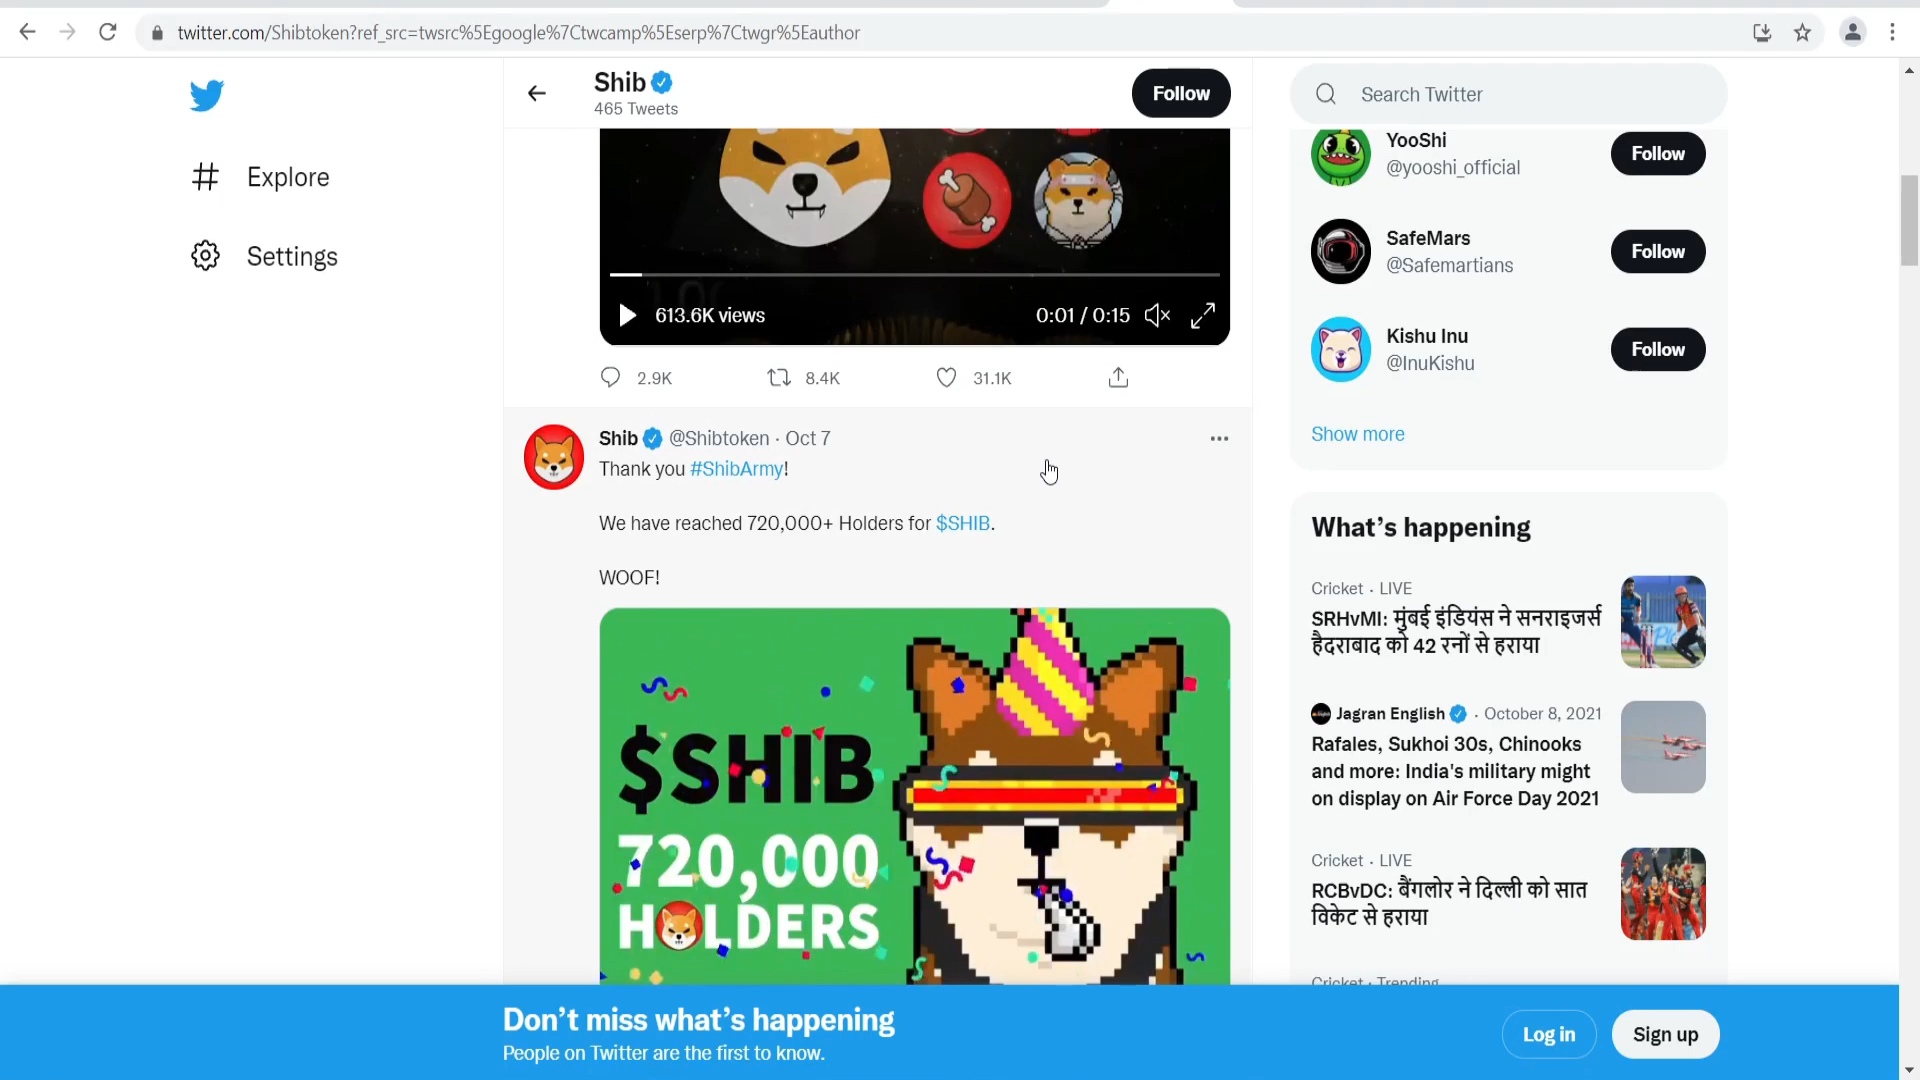 twitter.com/Shibtoken?ref_src=twsrc%5Egoogle%7Ctwcamp%5Eserp%7Ctwgr%5Eauthor
Explore
Settings
Shib
465 Tweets
Follow
613.6K views
0:01 / 0:15
2.9K
8.4K
31.1K
Shib @Shibtoken · Oct 7
Thank you #ShibArmy!
We have reached 720,000+ Holders for $SHIB.
WOOF!
$SHIB
720,000
HOLDERS
Search Twitter
YooShi
@yooshi_official
Follow
SafeMars
@Safemartians
Follow
Kishu Inu
@InuKishu
Follow
Show more
What's happening
Cricket · LIVE
SRHvMI: मुंबई इंडियंस ने सनराइजर्स
हैदराबाद को 42 रनों से हराया
Jagran English · October 8, 2021
Rafales, Sukhoi 30s, Chinooks
and more: India's military might
on display on Air Force Day 2021
Cricket · LIVE
RCBvDC: बैंगलोर ने दिल्ली को सात
विकेट से हराया
Cricket · Trending
Don't miss what's happening
People on Twitter are the first to know.
Log in
Sign up